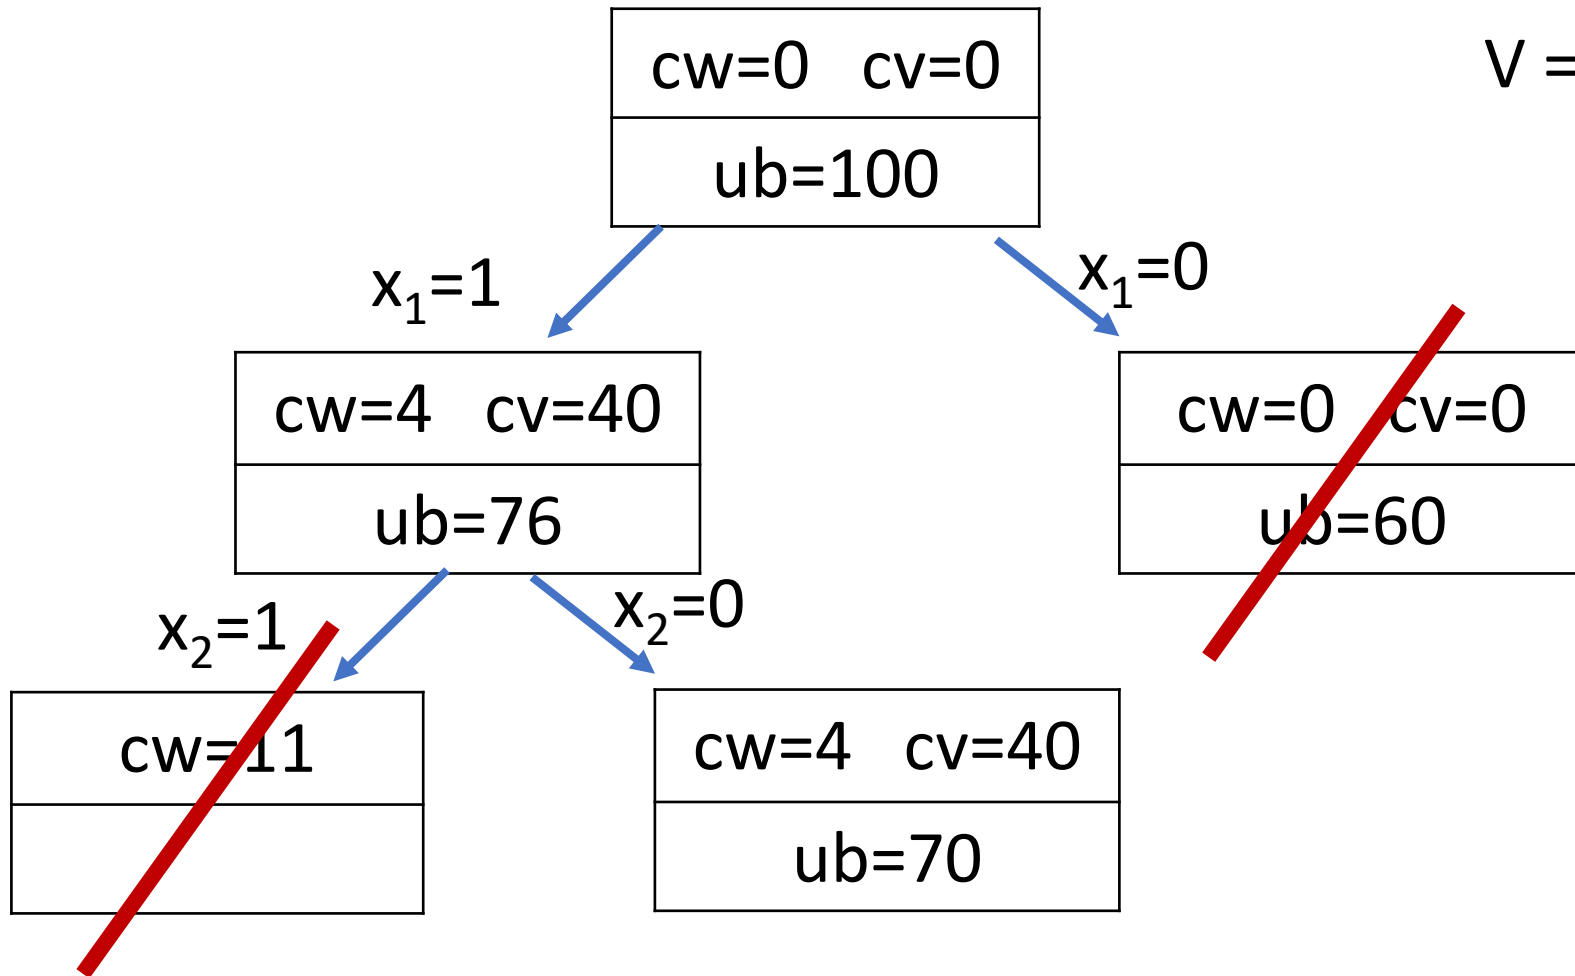 cw=0 cv=0
V =
ub=100
x₁=1
x₁=0
cw=4 cv=40
cw=0 cv=0
ub=76
ub=60
x₂=1
x₂=0
cw=11
cw=4 cv=40
ub=70